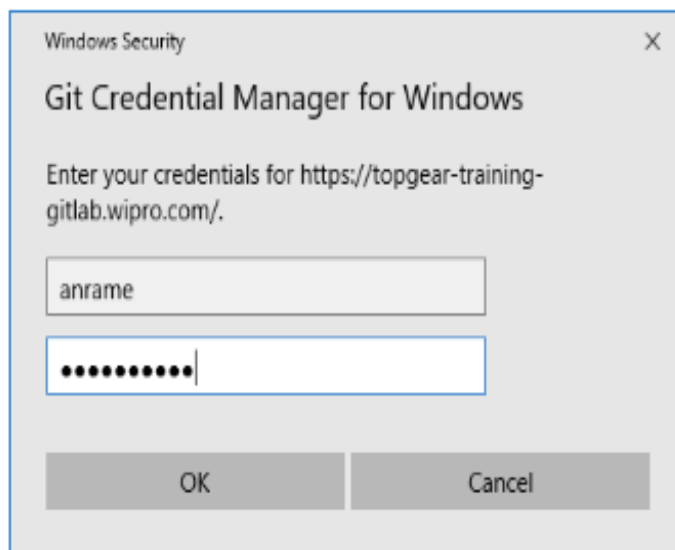 Windows Security
Git Credential Manager for Windows
Enter your credentials for https://topgear-training-
gitlab.wipro.com/.
anrame
●●●●●●●●●●
OK
Cancel